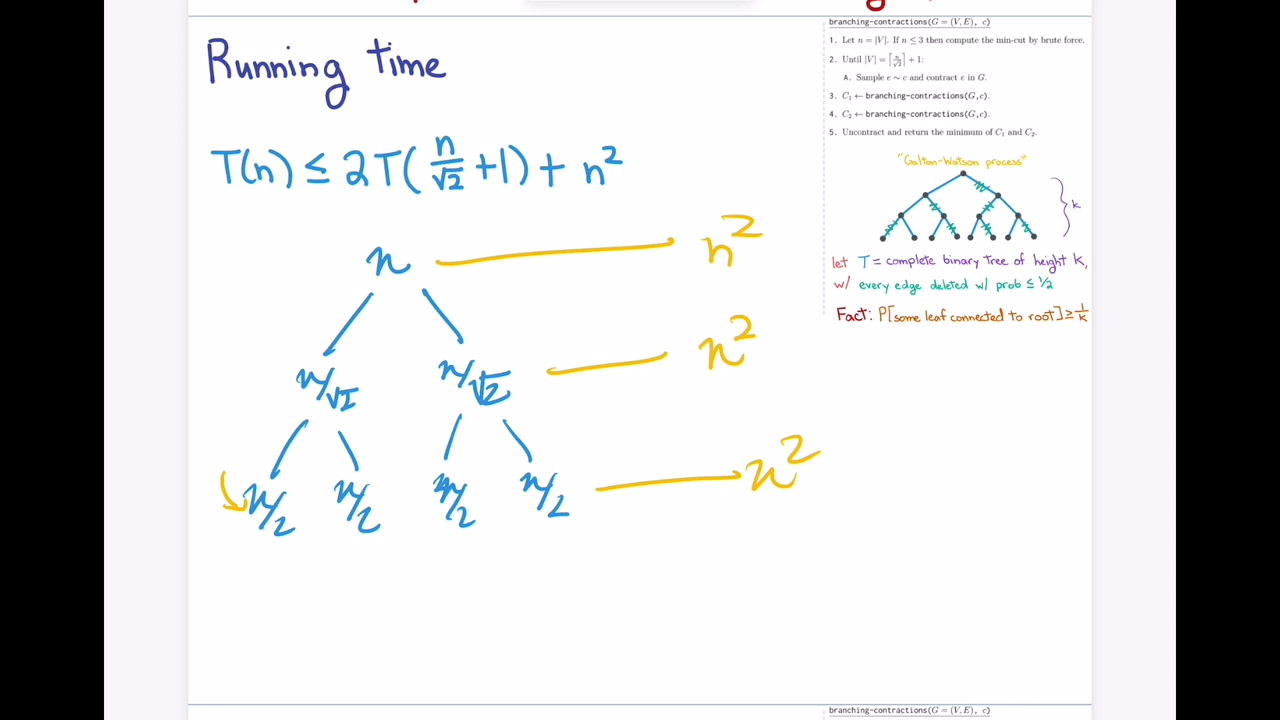 Running time
T(n) ≤ 2T(n/√2 +1) + n²
n n²
n/√2 n/√2 n²
n/2 n/2 n/2 n/2 n²
branching-contractions(G = (V, E), c)
1. Let n = |V|. If n ≤ 3 then compute the min-cut by brute force.
2. Until |V| = ⌈n/√2⌉ + 1:
A. Sample e ∼ c and contract e in G.
3. C₁ ← branching-contractions(G,c).
4. C₂ ← branching-contractions(G,c).
5. Uncontract and return the minimum of C₁ and C₂.
"Galton-Watson process"
k
let T = complete binary tree of height k,
w/ every edge deleted w/ prob ≤ 1/2
Fact: P[some leaf connected to root] ≥ 1/k
branching-contractions(G = (V, E), c)